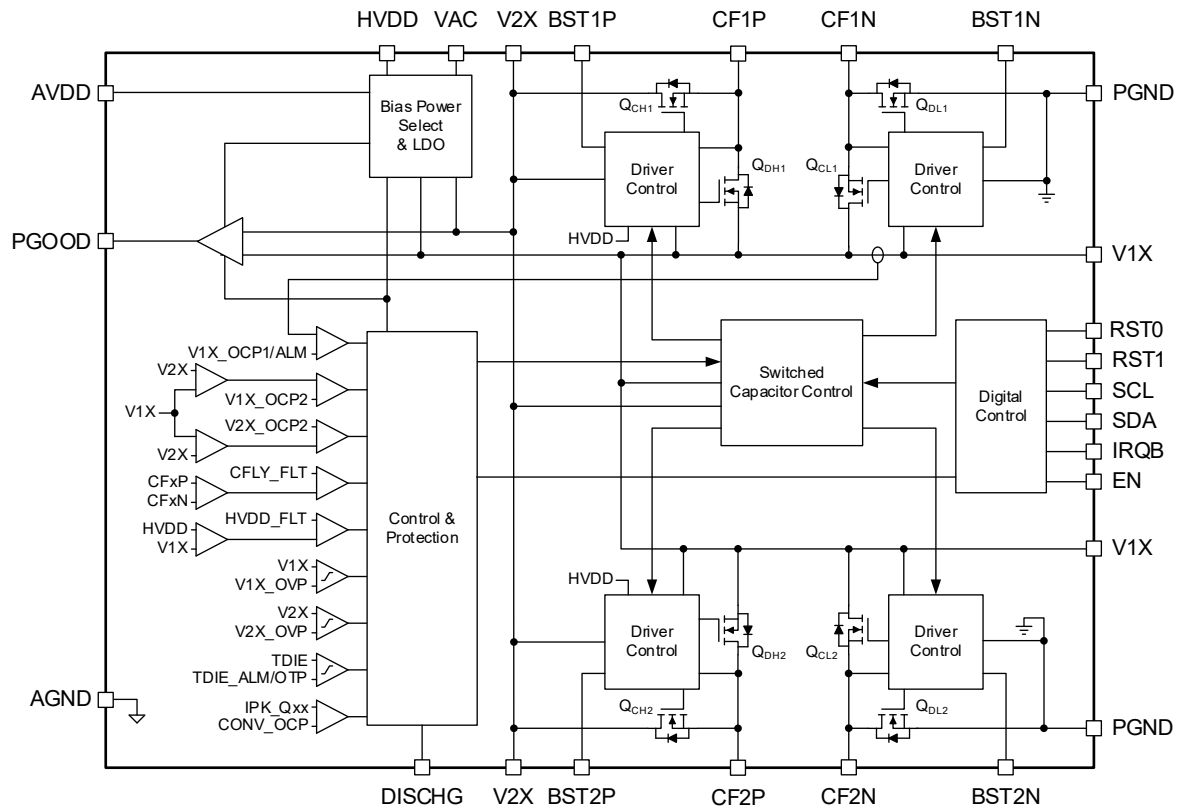 HVDD VAC V2X BST1P CF1P CF1N BST1N
AVDD
PGND
Bias Power
Select
& LDO
QCH1
QDL1
Driver
Control
QDH1
QCL1
Driver
Control
HVDD
PGOOD
V1X
V1X_OCP1/ALM
V2X
V1X_OCP2
V1X
V2X_OCP2
V2X
CFxP
CFxN
CFLY_FLT
HVDD
V1X
HVDD_FLT
V1X
V1X_OVP
V2X
V2X_OVP
TDIE
TDIE_ALM/OTP
IPK_Qxx
CONV_OCP
Control &
Protection
Switched
Capacitor Control
Digital
Control
RST0
RST1
SCL
SDA
IRQB
EN
V1X
HVDD
Driver
Control
QDH2
QCL2
Driver
Control
QCH2
QDL2
AGND
PGND
DISCHG V2X BST2P CF2P CF2N BST2N